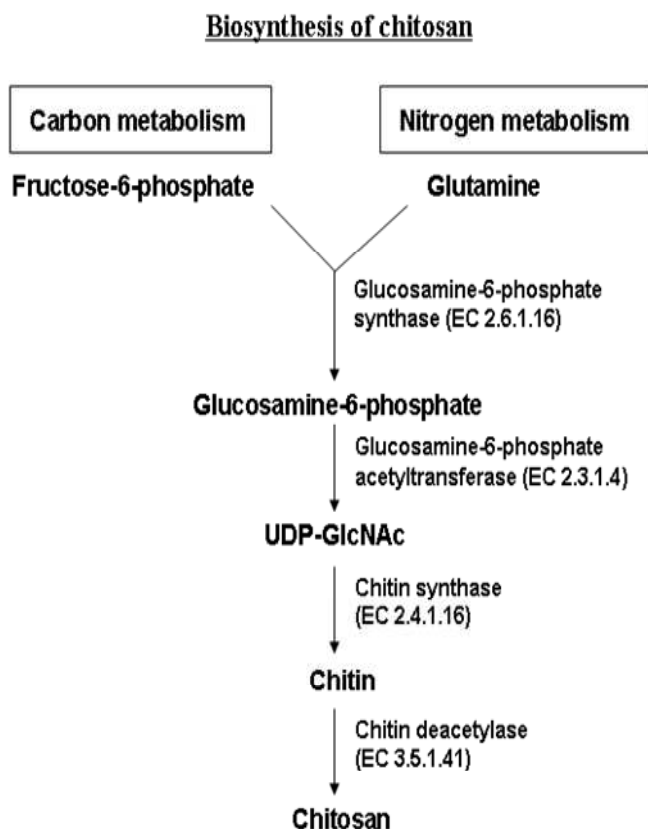 Biosynthesis of chitosan
Carbon metabolism
Nitrogen metabolism
Fructose-6-phosphate
Glutamine
Glucosamine-6-phosphate
synthase (EC 2.6.1.16)
Glucosamine-6-phosphate
Glucosamine-6-phosphate
acetyltransferase (EC 2.3.1.4)
UDP-GlcNAc
Chitin synthase
(EC 2.4.1.16)
Chitin
Chitin deacetylase
(EC 3.5.1.41)
Chitosan